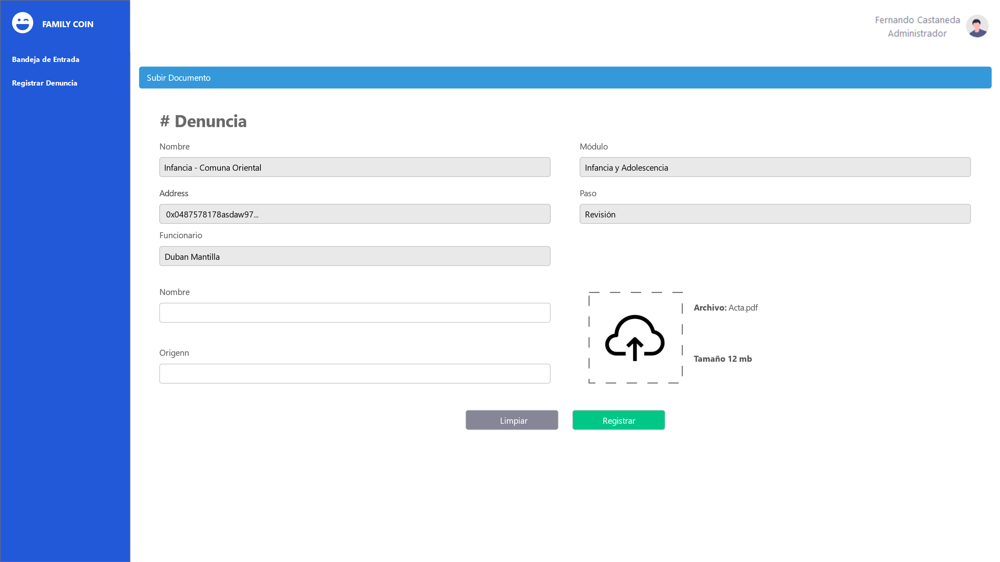 FAMILY COIN
Fernando Castaneda
Administrador
Bandeja de Entrada
Registrar Denuncia
Subir Documento
# Denuncia
Nombre
Infancia - Comuna Oriental
Módulo
Infancia y Adolescencia
Address
0x0487578178asdaw97...
Paso
Revisión
Funcionario
Duban Mantilla
Nombre
Origenn
Archivo: Acta.pdf
Tamaño 12 mb
Limpiar
Registrar